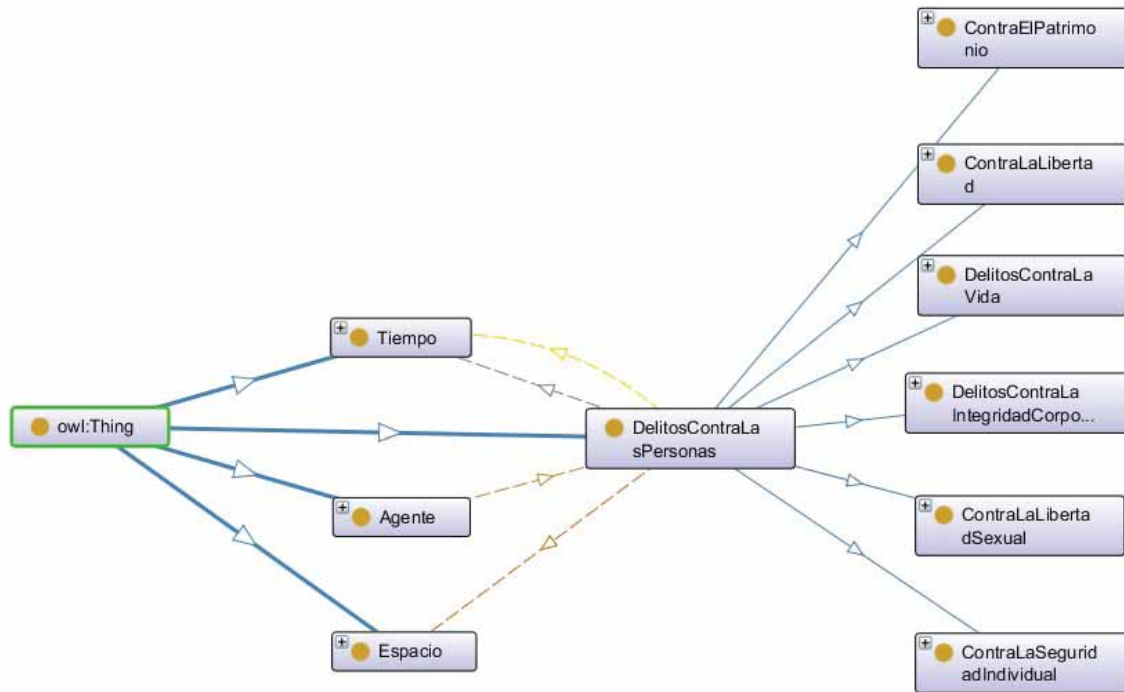 ContraElPatrimo
nio
ContraLaLiberta
d
DelitosContraLa
Vida
Tiempo
DelitosContraLa
IntegridadCorpo...
owl:Thing
DelitosContraLa
sPersonas
Agente
ContraLaLiberta
dSexual
Espacio
ContraLaSegurid
adIndividual